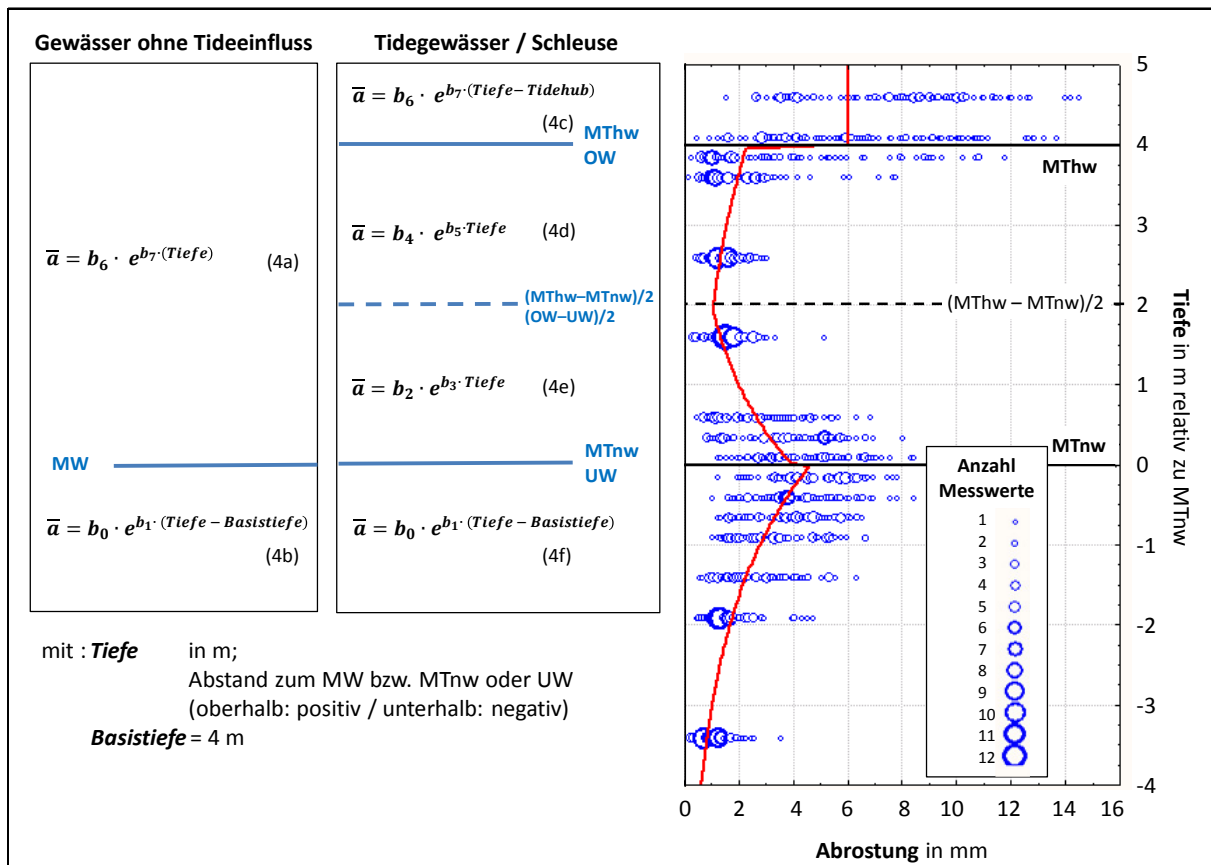 Gewässer ohne Tideeinfluss
Tidegewässer / Schleuse
a̅ = b₆ · e^{b₇·(Tiefe)} (4a)
MW
a̅ = b₀ · e^{b₁·(Tiefe−Basistiefe)}
(4b)
a̅ = b₆ · e^{b₇·(Tiefe−Tidehub)}
(4c)
MThw
OW
a̅ = b₄ · e^{b₅·Tiefe} (4d)
(MThw–MTnw)/2
(OW–UW)/2
a̅ = b₂ · e^{b₃·Tiefe} (4e)
MTnw
UW
a̅ = b₀ · e^{b₁·(Tiefe−Basistiefe)}
(4f)
mit : Tiefe in m;
Abstand zum MW bzw. MTnw oder UW
(oberhalb: positiv / unterhalb: negativ)
Basistiefe = 4 m
5
4
3
2
1
0
-1
-2
-3
-4
Tiefe in m relativ zu MTnw
MThw
(MThw – MTnw)/2
MTnw
Anzahl
Messwerte
1
2
3
4
5
6
7
8
9
10
11
12
0 2 4 6 8 10 12 14 16
Abrostung in mm